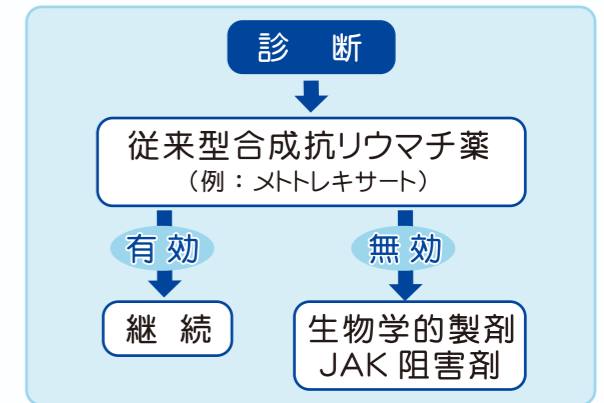 診 断
従来型合成抗リウマチ薬
（例：メトトレキサート）
有効
無効
継 続
生物学的製剤
JAK 阻害剤